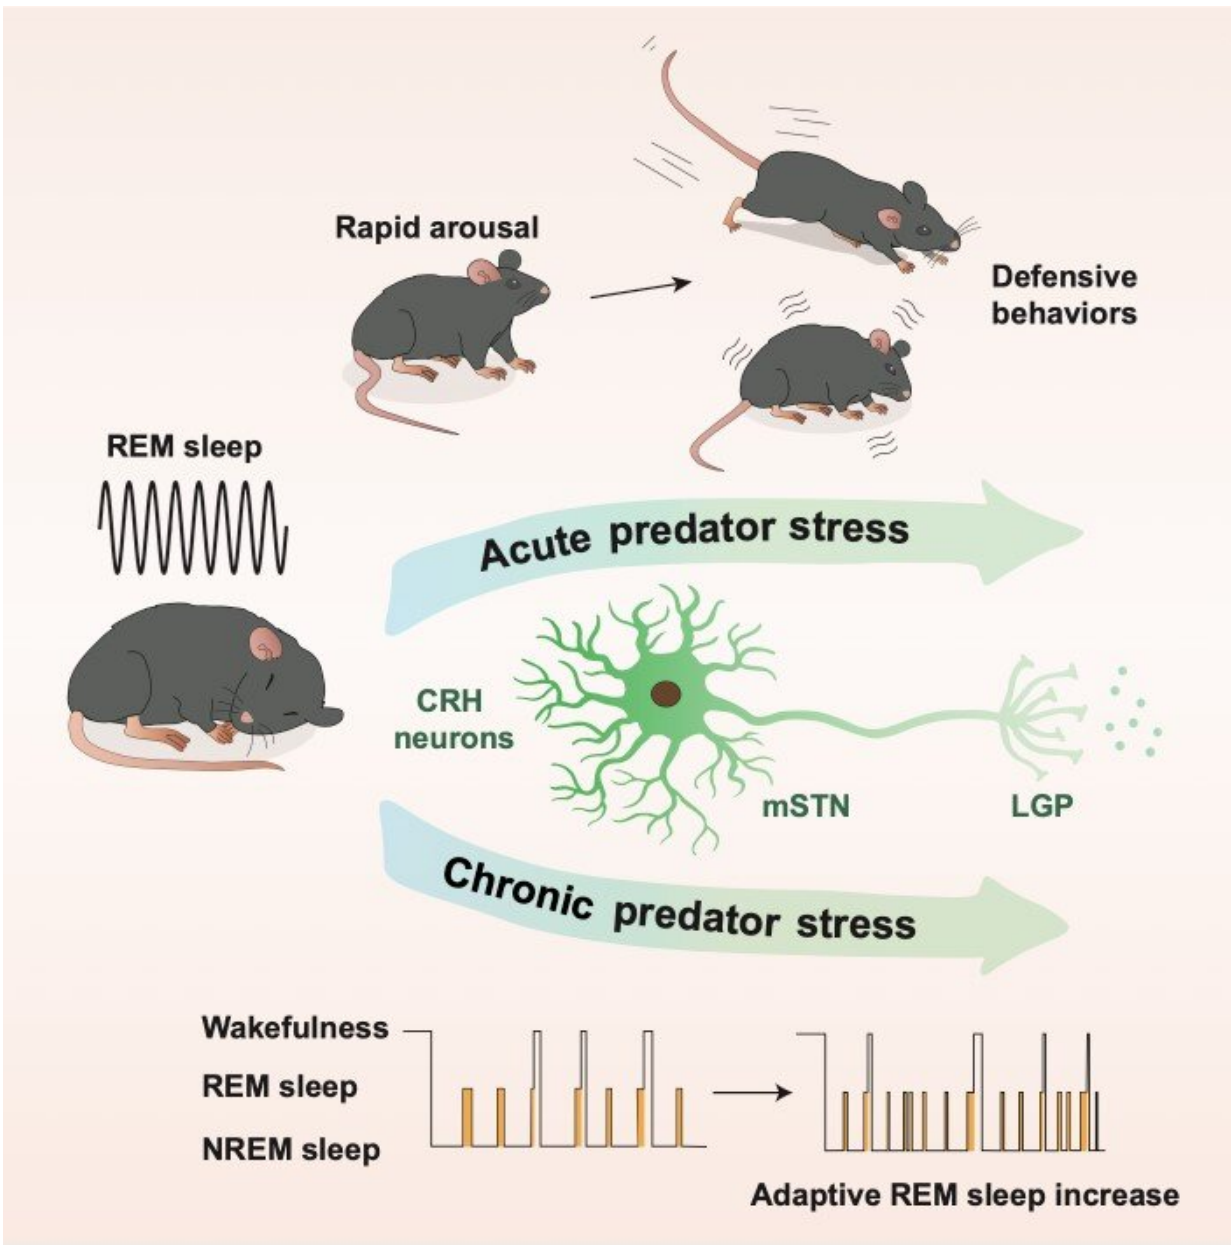 Rapid arousal
Defensive
behaviors
REM sleep
Acute predator stress
CRH
neurons
mSTN
LGP
Chronic predator stress
Wakefulness
REM sleep
NREM sleep
Adaptive REM sleep increase